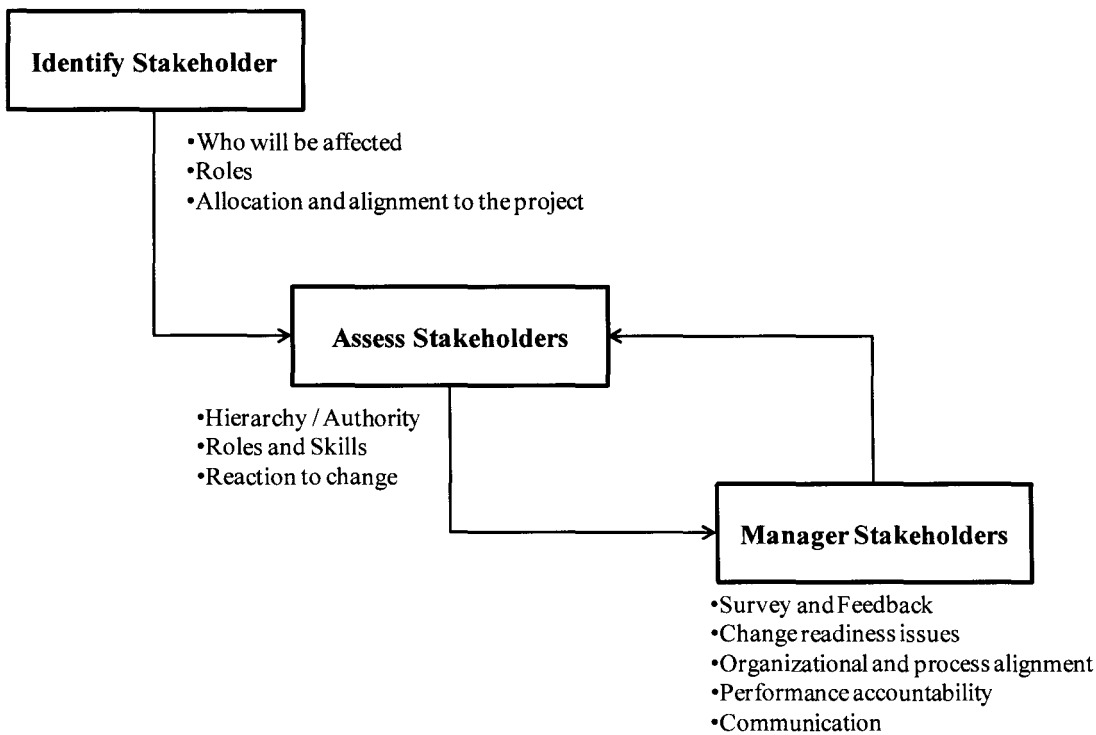 Identify Stakeholder
•Who will be affected
•Roles
•Allocation and alignment to the project
Assess Stakeholders
•Hierarchy / Authority
•Roles and Skills
•Reaction to change
Manager Stakeholders
•Survey and Feedback
•Change readiness issues
•Organizational and process alignment
•Performance accountability
•Communication